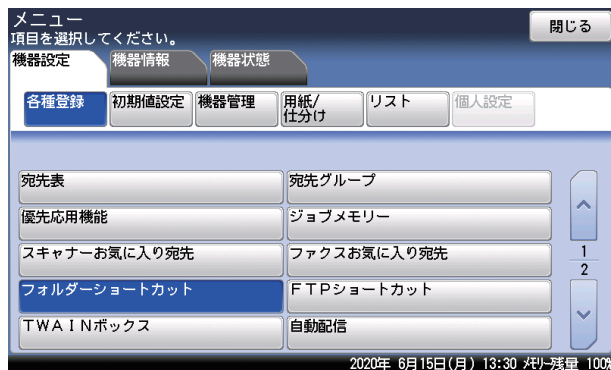 メニュー
閉じる
項目を選択してください。
機器設定 機器情報 機器状態
各種登録 初期値設定 機器管理 用紙/ リスト 個人設定
仕分け
宛先表 宛先グループ
優先応用機能 ジョブメモリー
スキャナーお気に入り宛先 ファクスお気に入り宛先
1
フォルダーショートカット FTPショートカット
2
TWAINボックス 自動配信
2020年 6月15日(月) 13:30 メモリー残量 100%